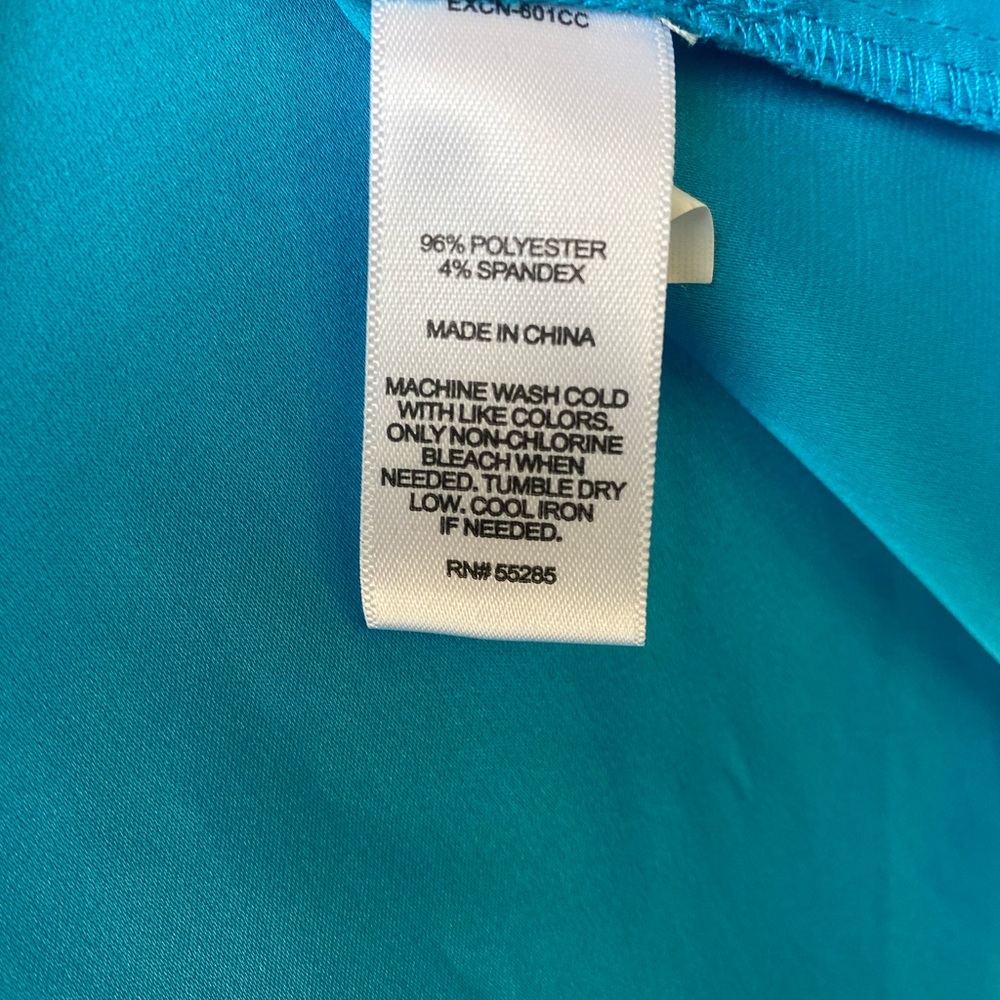 EXCN-601CC
96% POLYESTER
4% SPANDEX
MADE IN CHINA
MACHINE WASH COLD
WITH LIKE COLORS.
ONLY NON-CHLORINE
BLEACH WHEN
NEEDED. TUMBLE DRY
LOW. COOL IRON
IF NEEDED.
RN# 55285